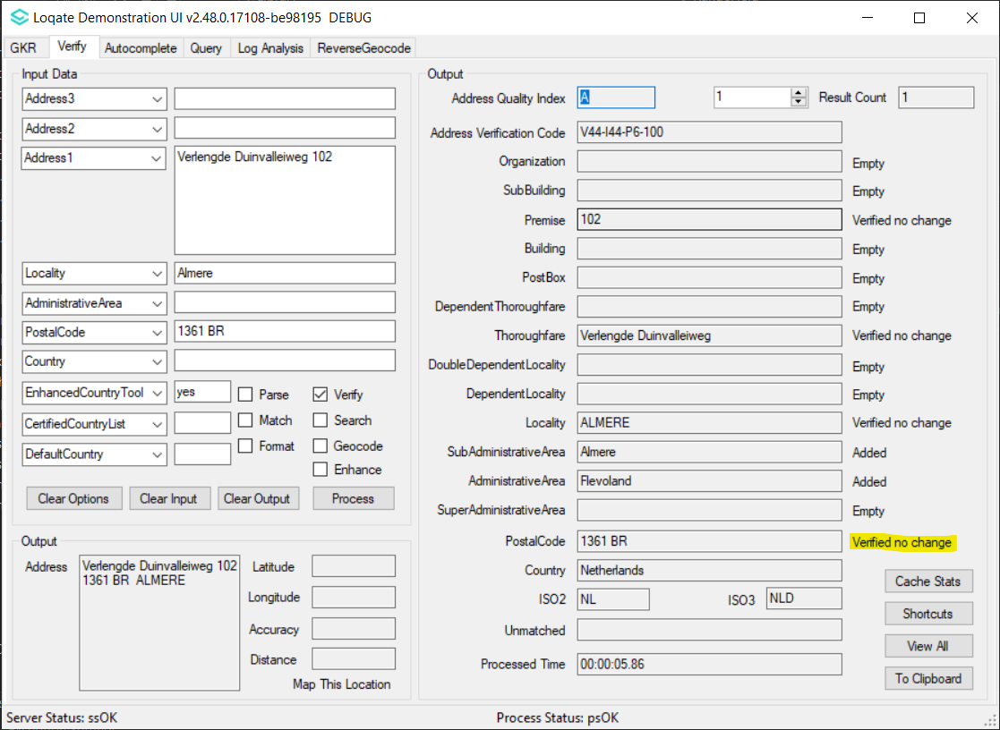 Loqate Demonstration UI v2.48.0.17108-be98195 DEBUG
GKR Verify Autocomplete Query Log Analysis ReverseGeocode
Input Data
Address3
Address2
Address1 Verlengde Duinvalleiweg 102
Locality Almere
AdministrativeArea
PostalCode 1361 BR
Country
EnhancedCountryTool yes Parse Verify
CertifiedCountryList Match Search
DefaultCountry Format Geocode
Enhance
Clear Options Clear Input Clear Output Process
Output
Address Verlengde Duinvalleiweg 102
1361 BR ALMERE
Latitude
Longitude
Accuracy
Distance
Map This Location
Output
Address Quality Index A 1 Result Count 1
Address Verification Code V44-I44-P6-100
Organization Empty
SubBuilding Empty
Premise 102 Verified no change
Building Empty
PostBox Empty
DependentThoroughfare Empty
Thoroughfare Verlengde Duinvalleiweg Verified no change
DoubleDependentLocality Empty
DependentLocality Empty
Locality ALMERE Verified no change
SubAdministrativeArea Almere Added
AdministrativeArea Flevoland Added
SuperAdministrativeArea Empty
PostalCode 1361 BR Verified no change
Country Netherlands
ISO2 NL ISO3 NLD
Unmatched
Processed Time 00:00:05.86
Cache Stats
Shortcuts
View All
To Clipboard
Server Status: ssOK Process Status: psOK